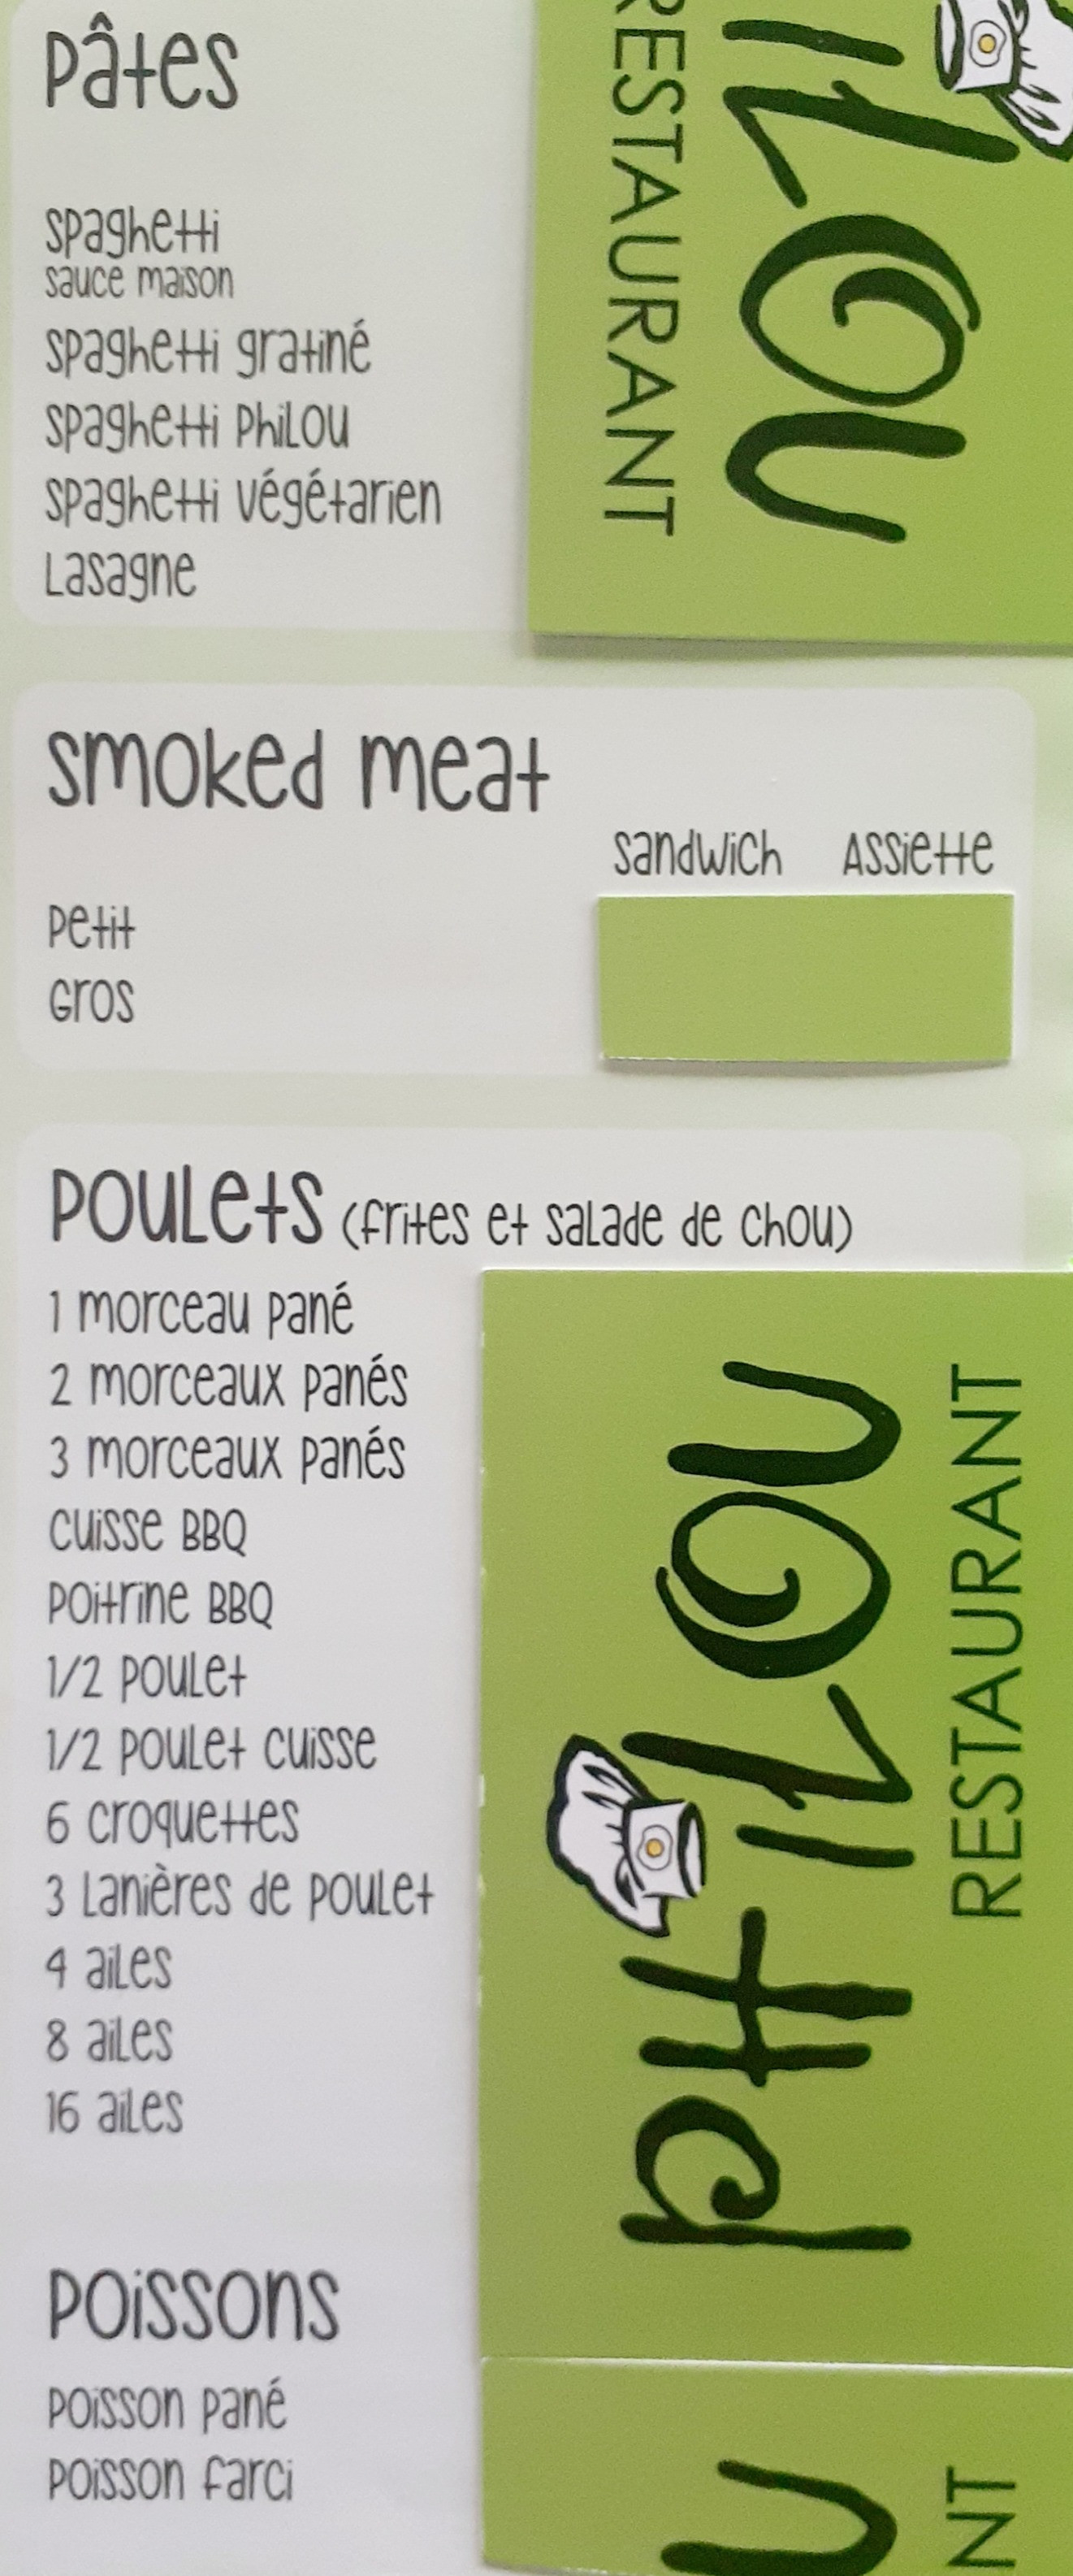 Pâtes
spaghetti
sauce maison
spaghetti gratiné
spaghetti Philou
spaghetti végétarien
Lasagne
RESTAURANT
ILOU
smoked meat
sandwich Assiette
Petit
Gros
Poulets (frites et salade de chou)
1 morceau pané
2 morceaux panés
3 morceaux panés
cuisse BBQ
Poitrine BBQ
1/2 poulet
1/2 poulet cuisse
6 croquettes
3 Lanières de poulet
4 ailes
8 ailes
16 ailes
PHILOU
RESTAURANT
Poissons
Poisson pané
Poisson farci
U
NT